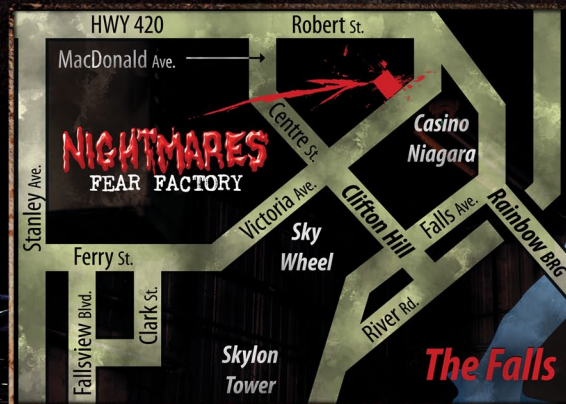 HWY 420
Robert St.
MacDonald Ave.
Centre St.
Casino
Niagara
NIGHTMARES
FEAR FACTORY
Stanley Ave.
Victoria Ave.
Clifton Hill
Falls Ave.
Rainbow BRG
Sky
Wheel
Ferry St.
Fallsview Blvd.
Clark St.
River Rd.
Skylon
Tower
The Falls